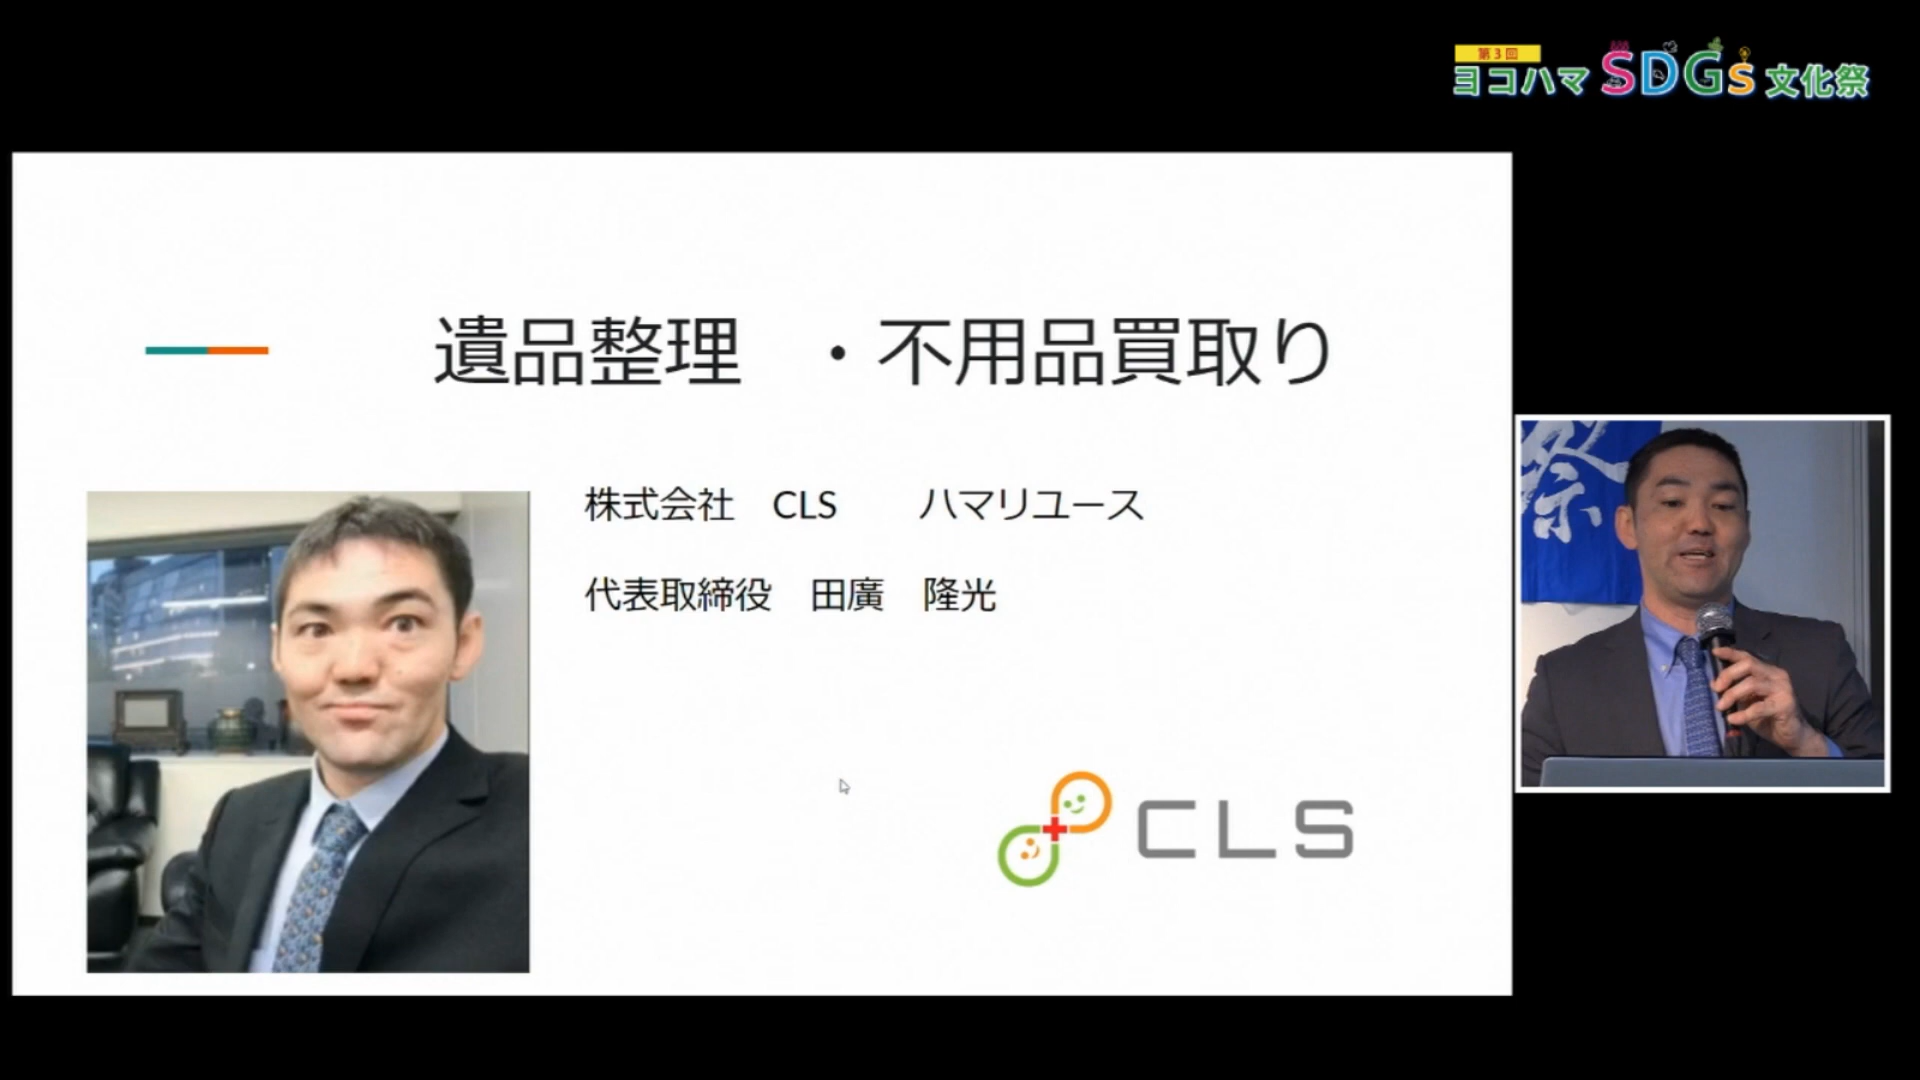 第3回
ヨコハマ SDGs 文化祭
遺品整理　・不用品買取り
株式会社　CLS　　ハマリユース
代表取締役　田廣　隆光
CLS
祭